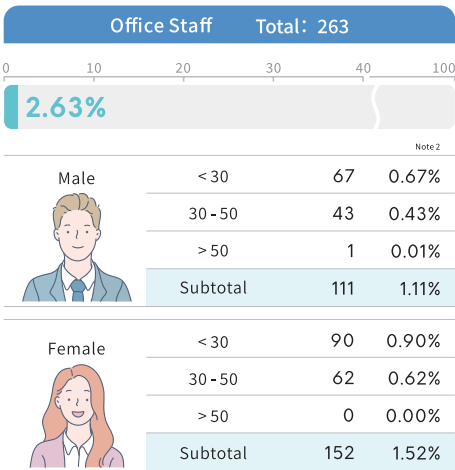 Office Staff Total: 263
0 10 20 30 40 100
2.63%
Note 2
Male
< 30 67 0.67%
30 - 50 43 0.43%
> 50 1 0.01%
Subtotal 111 1.11%
Female
< 30 90 0.90%
30 - 50 62 0.62%
> 50 0 0.00%
Subtotal 152 1.52%